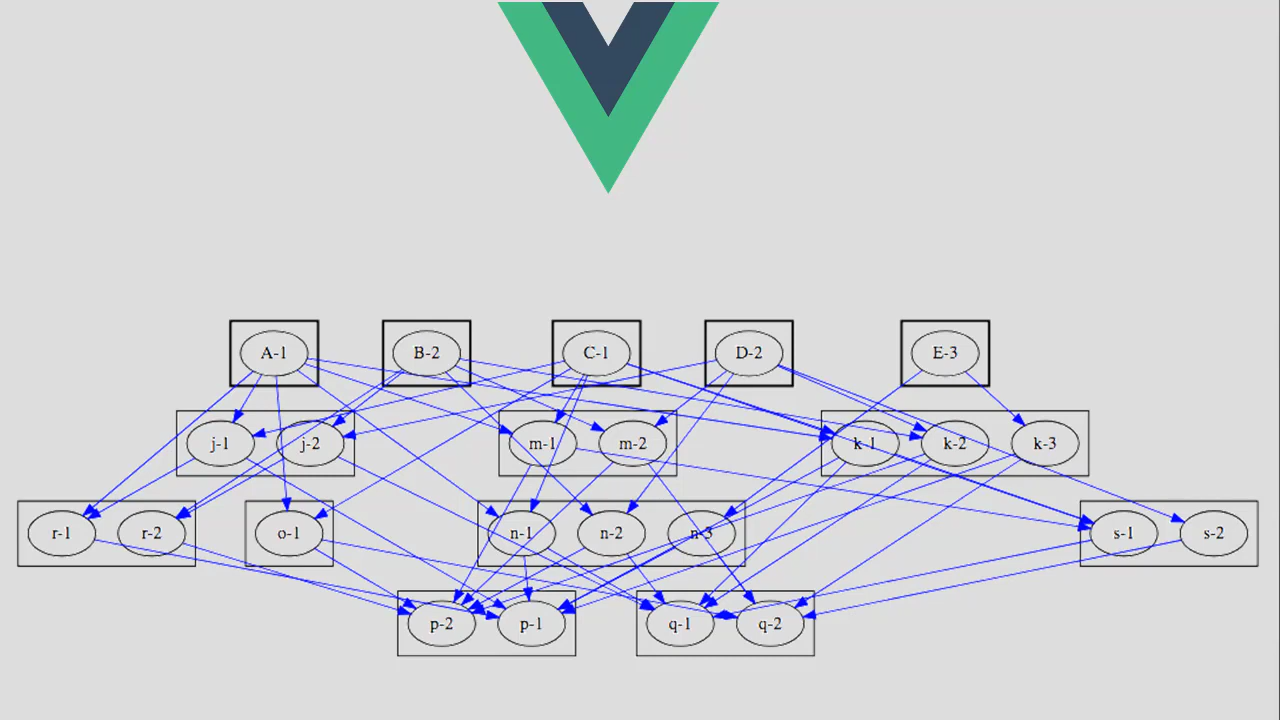 A-1 B-2 C-1 D-2 E-3
j-1 j-2 m-1 m-2 k-1 k-2 k-3
r-1 r-2 o-1 n-1 n-2 n-3 s-1 s-2
p-2 p-1 q-1 q-2